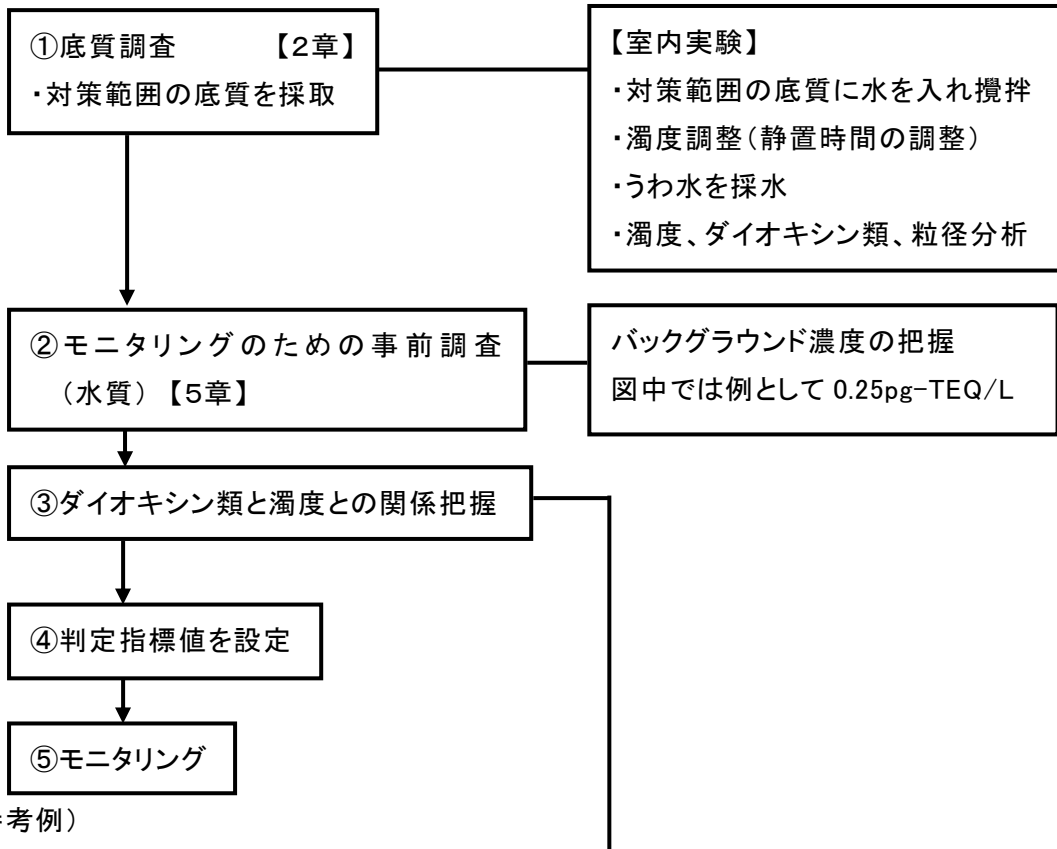 ①底質調査　　　【２章】
・対策範囲の底質を採取
【室内実験】
・対策範囲の底質に水を入れ攪拌
・濁度調整（静置時間の調整）
・うわ水を採水
・濁度、ダイオキシン類、粒径分析
②モニタリングのための事前調査
（水質）【５章】
バックグラウンド濃度の把握
図中では例として 0.25pg-TEQ/L
③ダイオキシン類と濁度との関係把握
④判定指標値を設定
⑤モニタリング
考例）